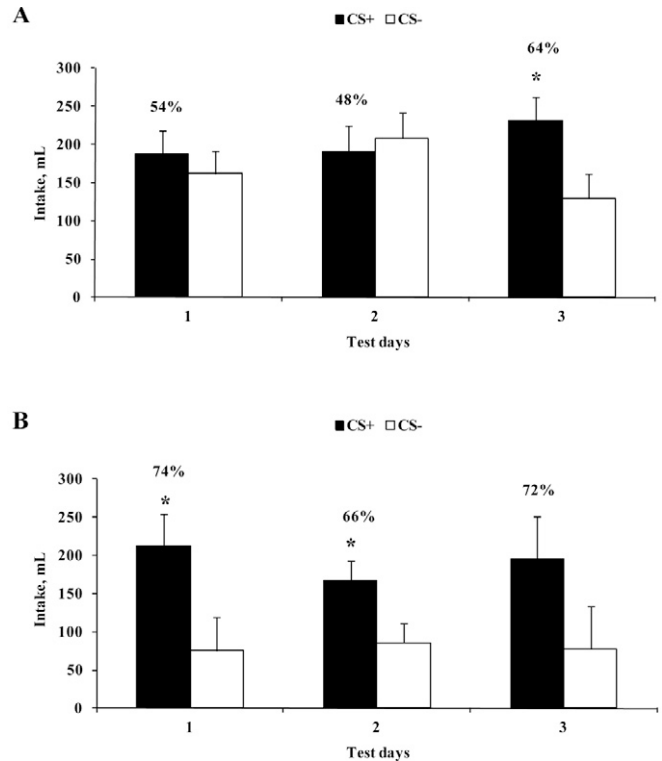 A
CS+ CS-
64%
*
300
54%
48%
250
200
150
100
50
0
Intake, mL
1 2 3
Test days
B
CS+ CS-
74%
72%
66%
*
*
300
250
200
150
100
50
0
Intake, mL
1 2 3
Test days